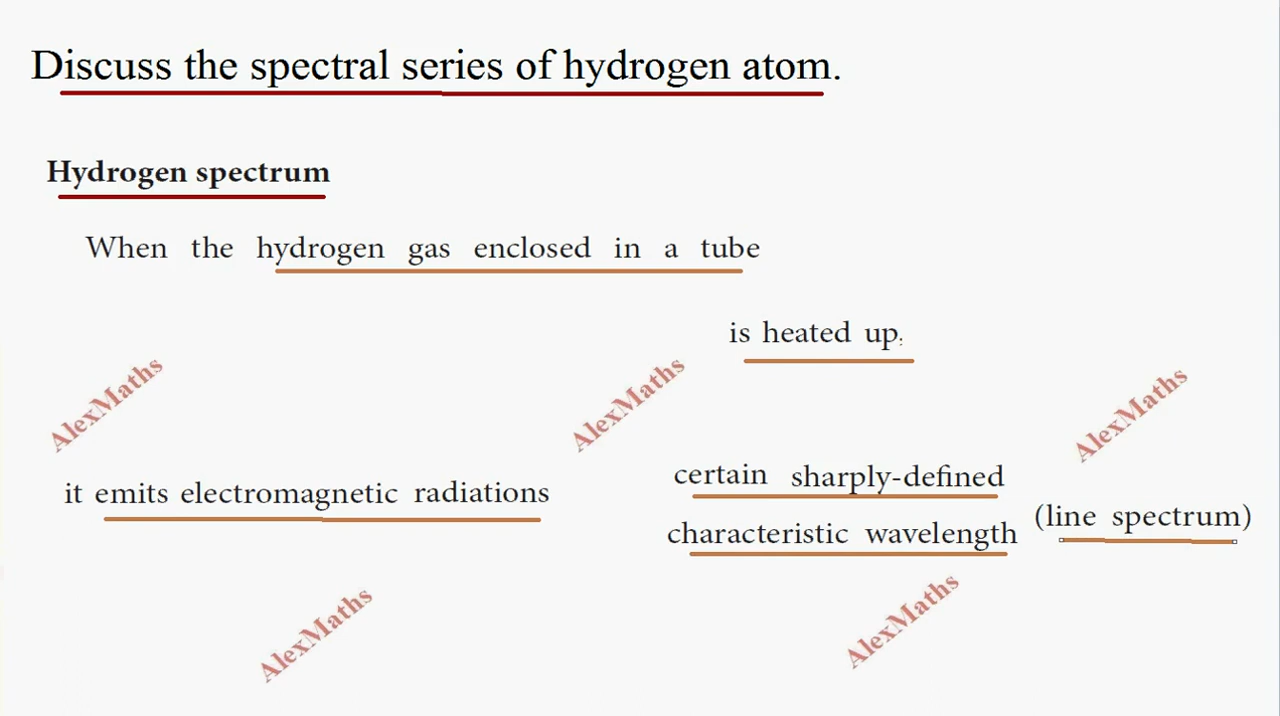 Discuss the spectral series of hydrogen atom.
Hydrogen spectrum
When the hydrogen gas enclosed in a tube
is heated up.
AlexMaths
AlexMaths
AlexMaths
it emits electromagnetic radiations
certain sharply-defined
characteristic wavelength
(line spectrum)
AlexMaths
AlexMaths